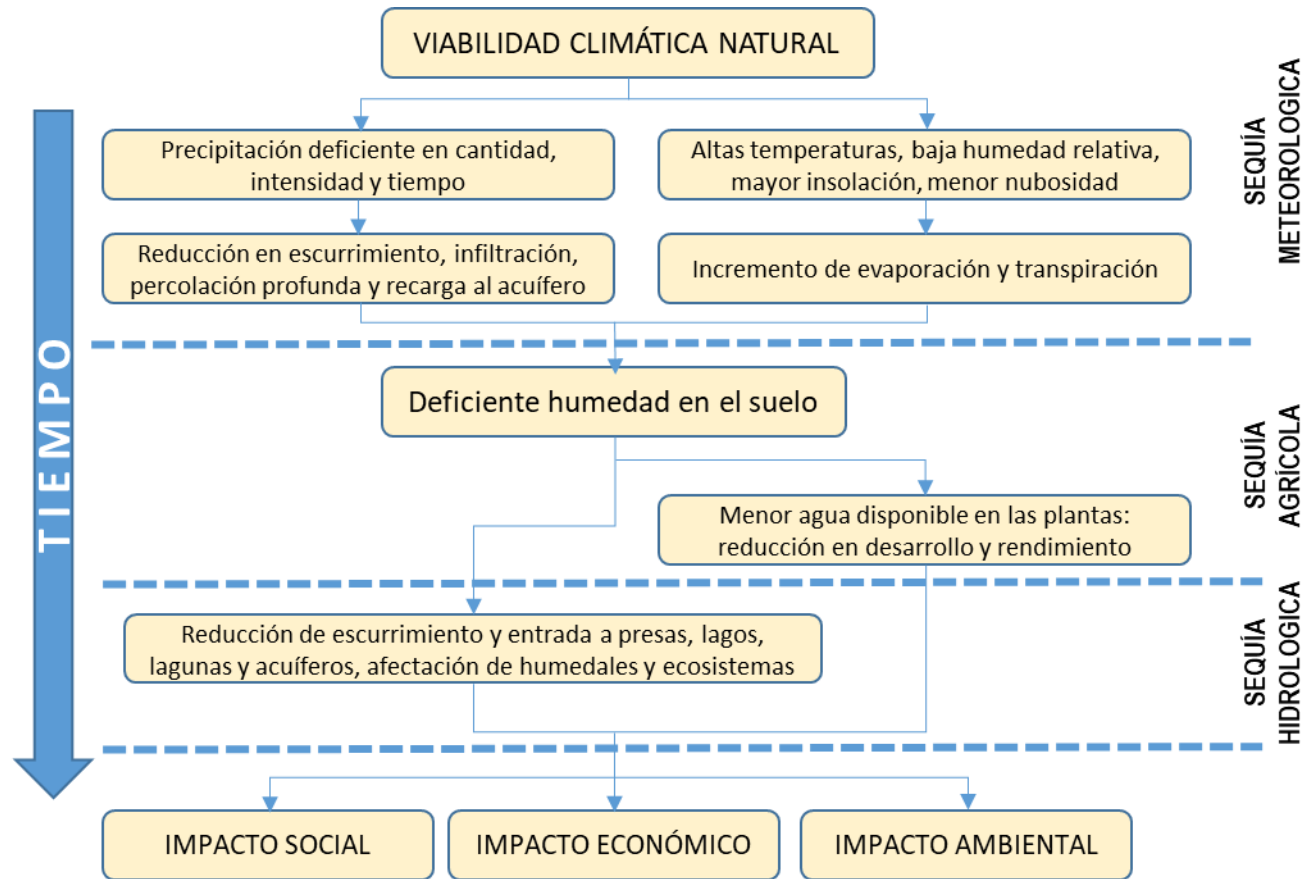 VIABILIDAD CLIMÁTICA NATURAL
Precipitación deficiente en cantidad,
intensidad y tiempo
Altas temperaturas, baja humedad relativa,
mayor insolación, menor nubosidad
Reducción en escurrimiento, infiltración,
percolación profunda y recarga al acuífero
Incremento de evaporación y transpiración
SEQUÍA
METEOROLOGICA
TIEMPO
Deficiente humedad en el suelo
Menor agua disponible en las plantas:
reducción en desarrollo y rendimiento
SEQUÍA
AGRÍCOLA
Reducción de escurrimiento y entrada a presas, lagos,
lagunas y acuíferos, afectación de humedales y ecosistemas
SEQUÍA
HIDROLOGICA
IMPACTO SOCIAL
IMPACTO ECONÓMICO
IMPACTO AMBIENTAL